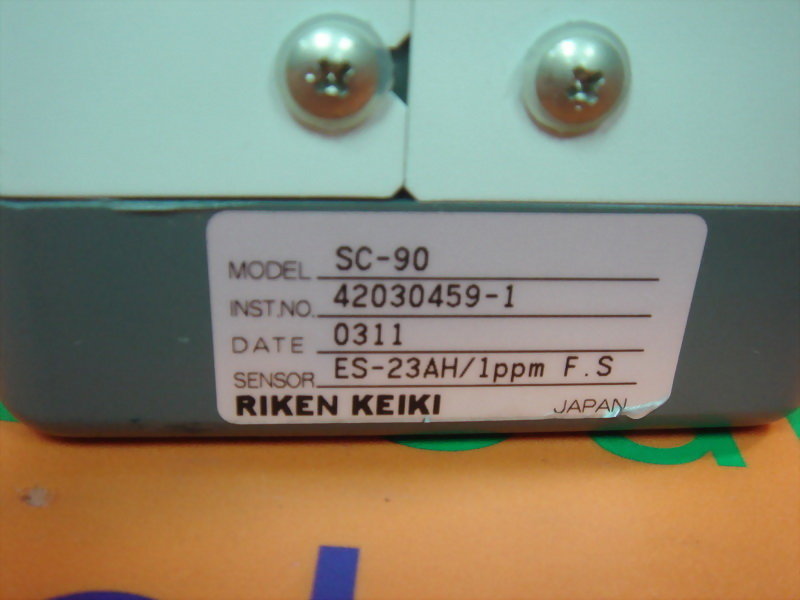 MODEL SC-90
INST.NO. 42030459-1
DATE 0311
SENSOR ES-23AH/1ppm F.S
RIKEN KEIKI JAPAN